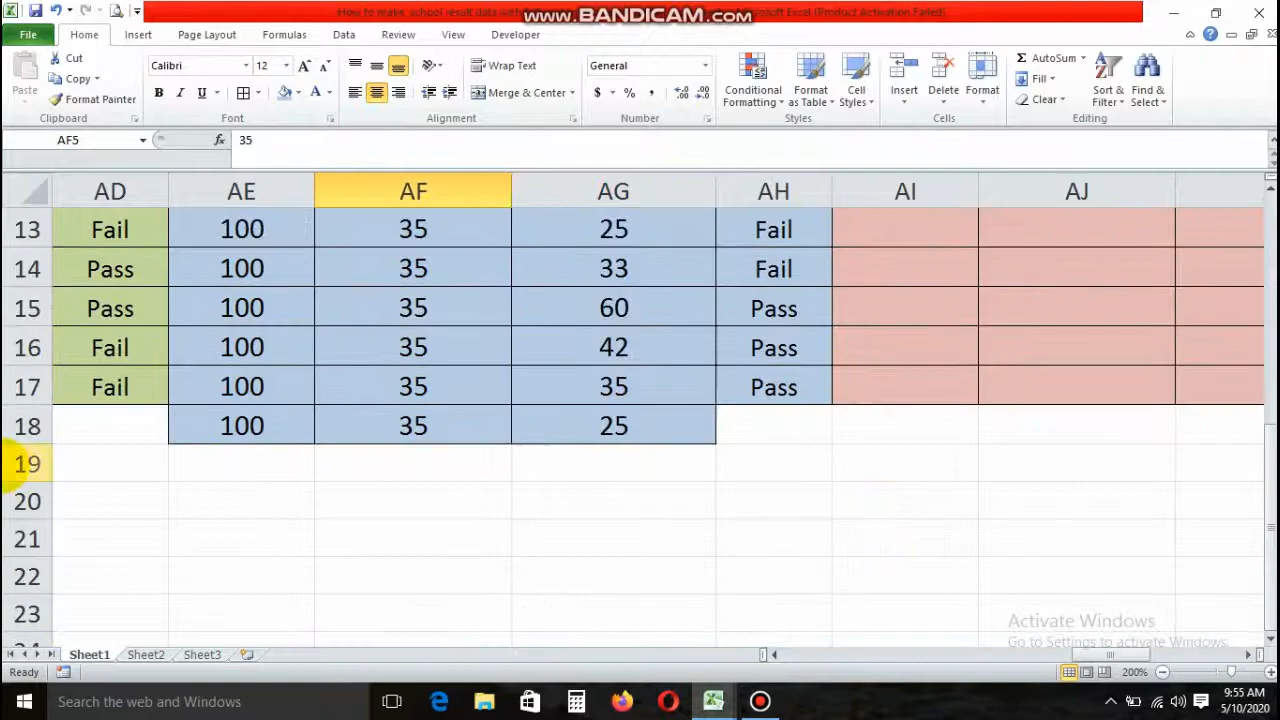 How to make school result data with
www.BANDICAM.com
Microsoft Excel (Product Activation Failed)
File Home Insert Page Layout Formulas Data Review View Developer
Paste
Cut
Copy
Format Painter
Clipboard
Calibri 12
B I U
Font
Wrap Text
Merge & Center
Alignment
General
$ % ,
Number
Conditional Formatting
Format as Table
Cell Styles
Styles
Insert
Delete
Format
Cells
AutoSum
Fill
Clear
Sort & Filter
Find & Select
Editing
AF5 fx 35
AD AE AF AG AH AI AJ
13 Fail 100 35 25 Fail
14 Pass 100 35 33 Fail
15 Pass 100 35 60 Pass
16 Fail 100 35 42 Pass
17 Fail 100 35 35 Pass
18 100 35 25
19
20
21
22
23
Activate Windows
Go to Settings to activate Windows.
Sheet1 Sheet2 Sheet3
Ready 200%
Search the web and Windows
9:55 AM
5/10/2020